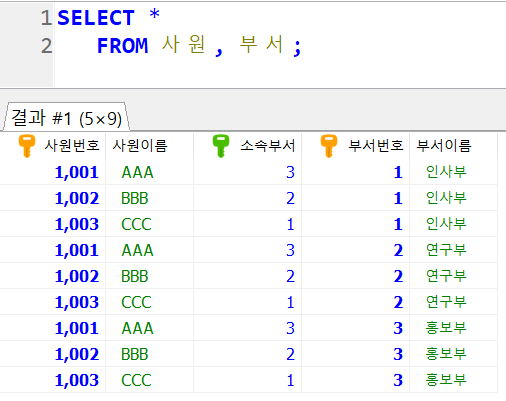 1 SELECT *
2 FROM 사원, 부서;
결과 #1 (5×9)
사원번호 사원이름 소속부서 부서번호 부서이름
1,001 AAA 3 1 인사부
1,002 BBB 2 1 인사부
1,003 CCC 1 1 인사부
1,001 AAA 3 2 연구부
1,002 BBB 2 2 연구부
1,003 CCC 1 2 연구부
1,001 AAA 3 3 홍보부
1,002 BBB 2 3 홍보부
1,003 CCC 1 3 홍보부